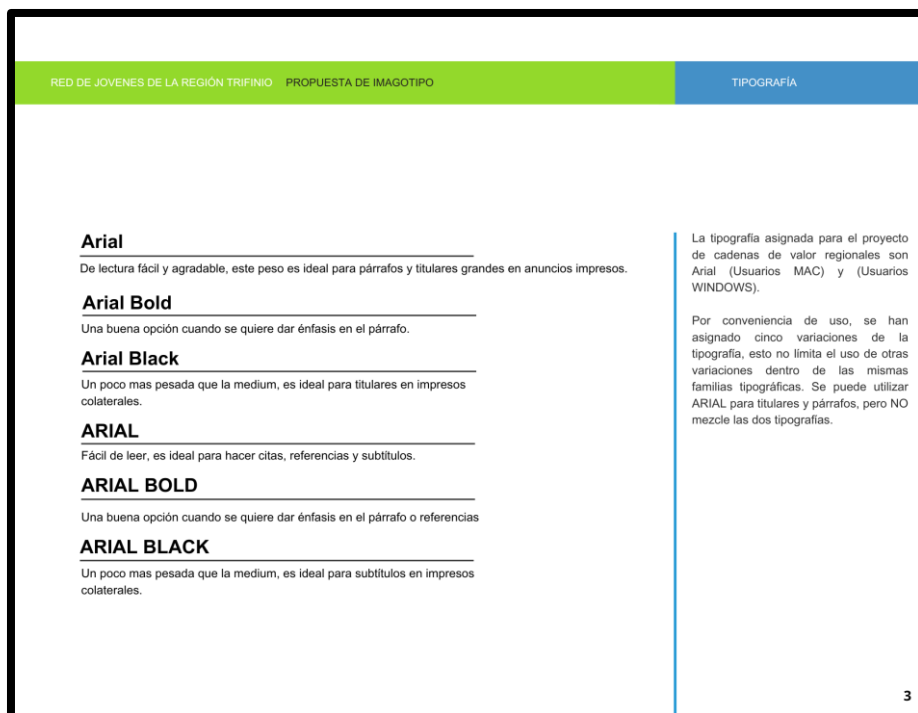 RED DE JOVENES DE LA REGIÓN TRIFINIO PROPUESTA DE IMAGOTIPO
TIPOGRAFÍA
Arial
De lectura fácil y agradable, este peso es ideal para párrafos y titulares grandes en anuncios impresos.
Arial Bold
Una buena opción cuando se quiere dar énfasis en el párrafo.
Arial Black
Un poco mas pesada que la medium, es ideal para titulares en impresos
colaterales.
ARIAL
Fácil de leer, es ideal para hacer citas, referencias y subtítulos.
ARIAL BOLD
Una buena opción cuando se quiere dar énfasis en el párrafo o referencias
ARIAL BLACK
Un poco mas pesada que la medium, es ideal para subtítulos en impresos
colaterales.
La tipografía asignada para el proyecto
de cadenas de valor regionales son
Arial (Usuarios MAC) y (Usuarios
WINDOWS).
Por conveniencia de uso, se han
asignado cinco variaciones de la
tipografía, esto no límita el uso de otras
variaciones dentro de las mismas
familias tipográficas. Se puede utilizar
ARIAL para titulares y párrafos, pero NO
mezcle las dos tipografías.
3